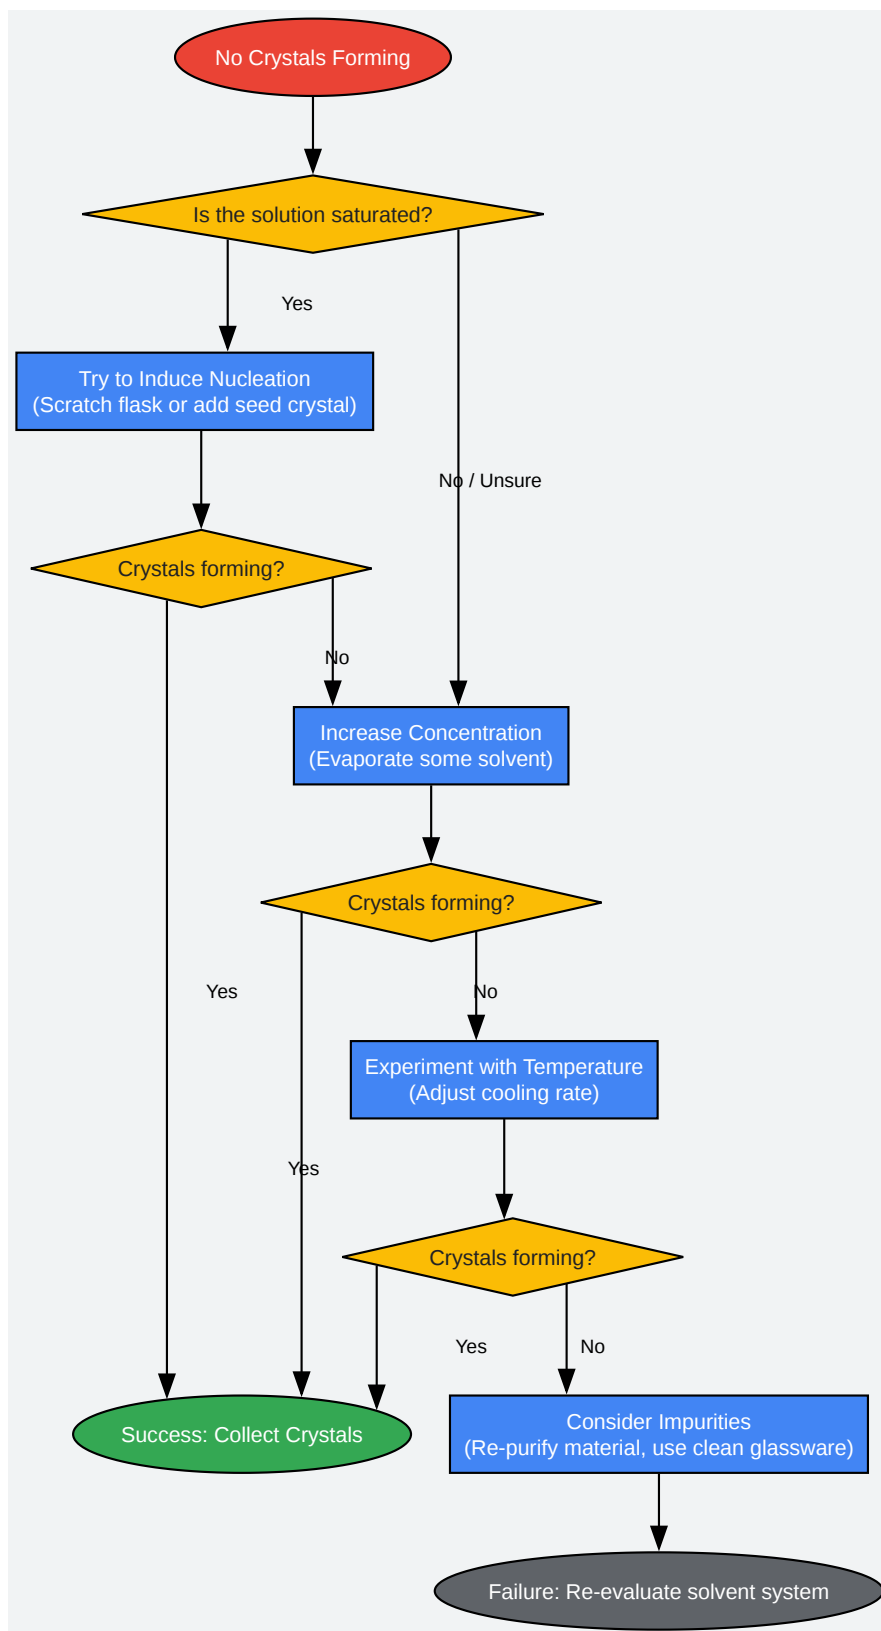 No Crystals Forming
Is the solution saturated?
Yes
Try to Induce Nucleation
(Scratch flask or add seed crystal)
No / Unsure
Crystals forming?
No
Increase Concentration
(Evaporate some solvent)
Crystals forming?
Yes
No
Experiment with Temperature
(Adjust cooling rate)
Yes
Crystals forming?
Yes
No
Success: Collect Crystals
Consider Impurities
(Re-purify material, use clean glassware)
Failure: Re-evaluate solvent system